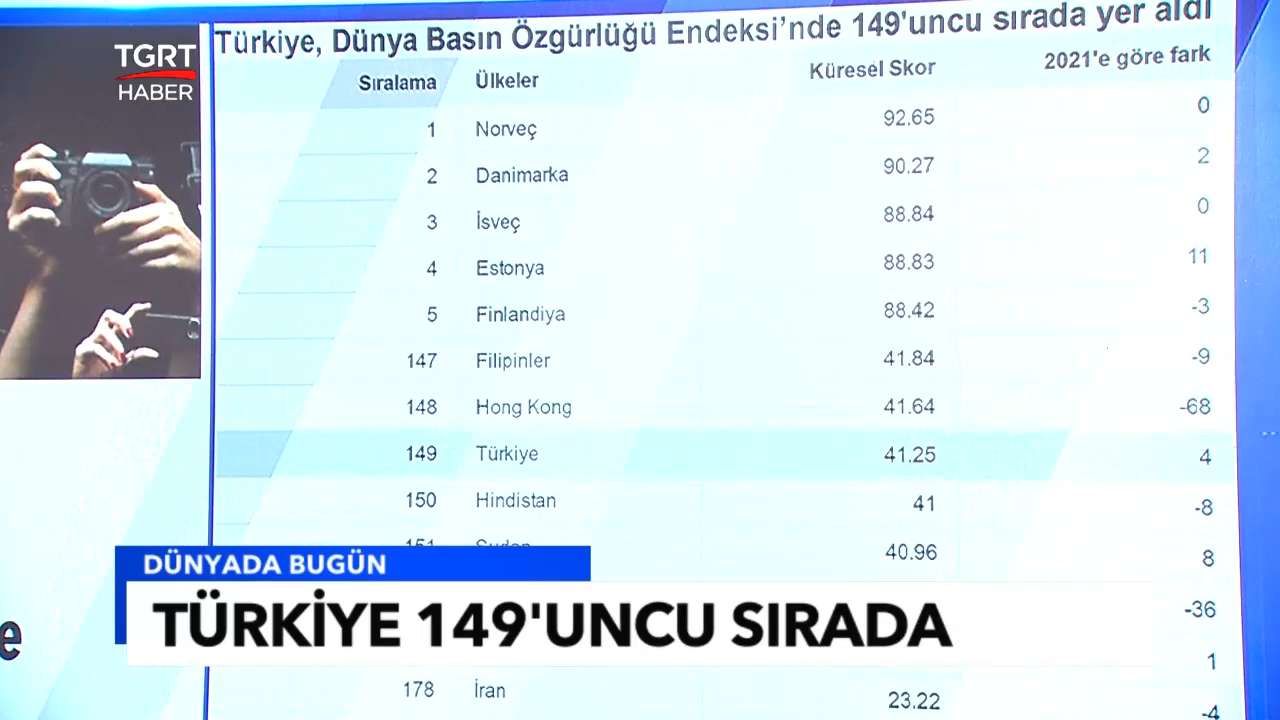 Türkiye, Dünya Basın Özgürlüğü Endeksi’nde 149'uncu sırada yer aldı
TGRT
HABER
Sıralama Ülkeler Küresel Skor 2021'e göre fark
1 Norveç 92.65 0
2 Danimarka 90.27 2
3 İsveç 88.84 0
4 Estonya 88.83 11
5 Finlandiya 88.42 -3
147 Filipinler 41.84 -9
148 Hong Kong 41.64 -68
149 Türkiye 41.25 4
150 Hindistan 41 -8
151 Sudan 40.96 8
DÜNYADA BUGÜN
-36
TÜRKİYE 149'UNCU SIRADA
e
1
178 İran 23.22 -4